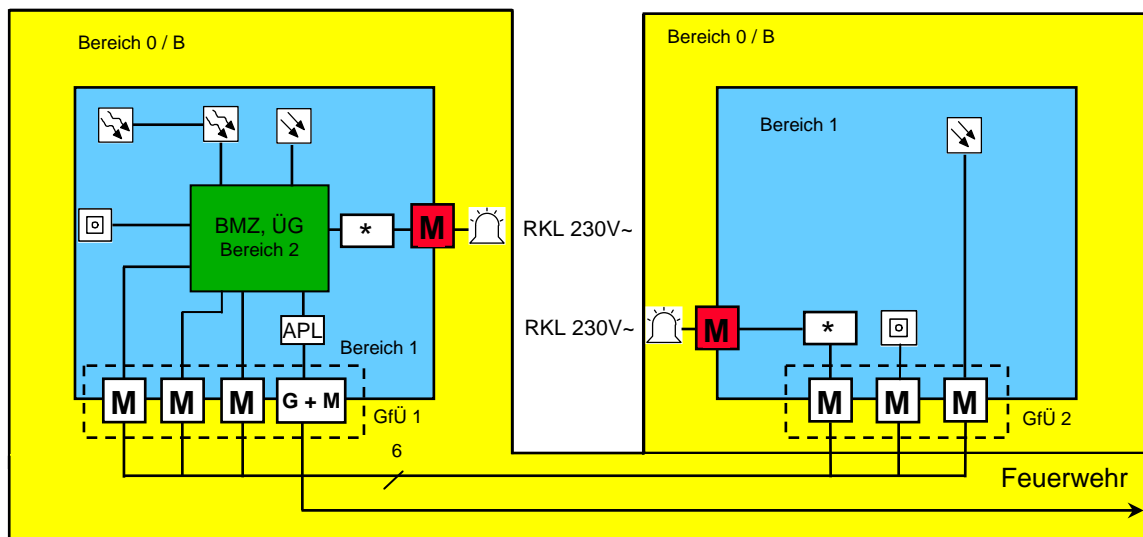 Bereich 0 / B
Bereich 0 / B
Bereich 1
BMZ, ÜG
Bereich 2
*
M
RKL 230V~
RKL 230V~
M
*
APL
Bereich 1
M
M
M
G + M
GfÜ 1
M
M
M
GfÜ 2
6
Feuerwehr